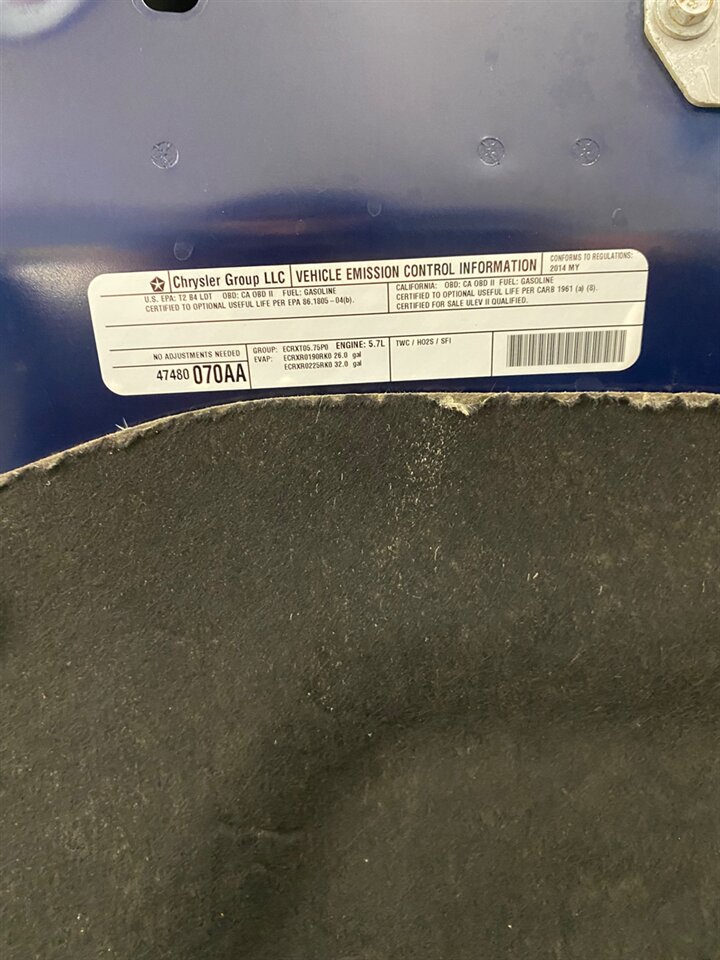 Chrysler Group LLC
VEHICLE EMISSION CONTROL INFORMATION
CONFORMS TO REGULATIONS:
2014 MY
U.S. EPA: T2 B4 LDT OBD: CA OBD II FUEL: GASOLINE
CERTIFIED TO OPTIONAL USEFUL LIFE PER EPA 86.1805-04(b).
CALIFORNIA: OBD: CA OBD II FUEL: GASOLINE
CERTIFIED TO OPTIONAL USEFUL LIFE PER CARB 1961 (a) (8).
CERTIFIED FOR SALE ULEV II QUALIFIED.
NO ADJUSTMENTS NEEDED
47480 070AA
GROUP: ECRXT05.75P0 ENGINE: 5.7L
EVAP: ECRXR0190RK0 26.0 gal
ECRXR0225RK0 32.0 gal
TWC / HO2S / SFI